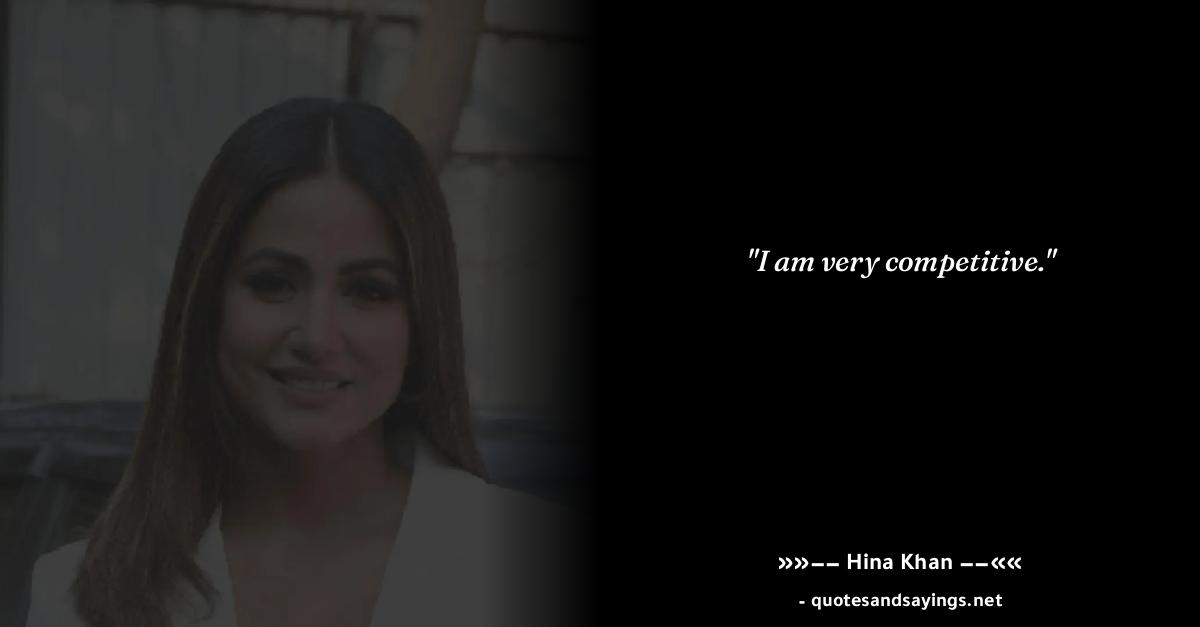 "I am very competitive."
»»–– Hina Khan ––««
- quotesandsayings.net